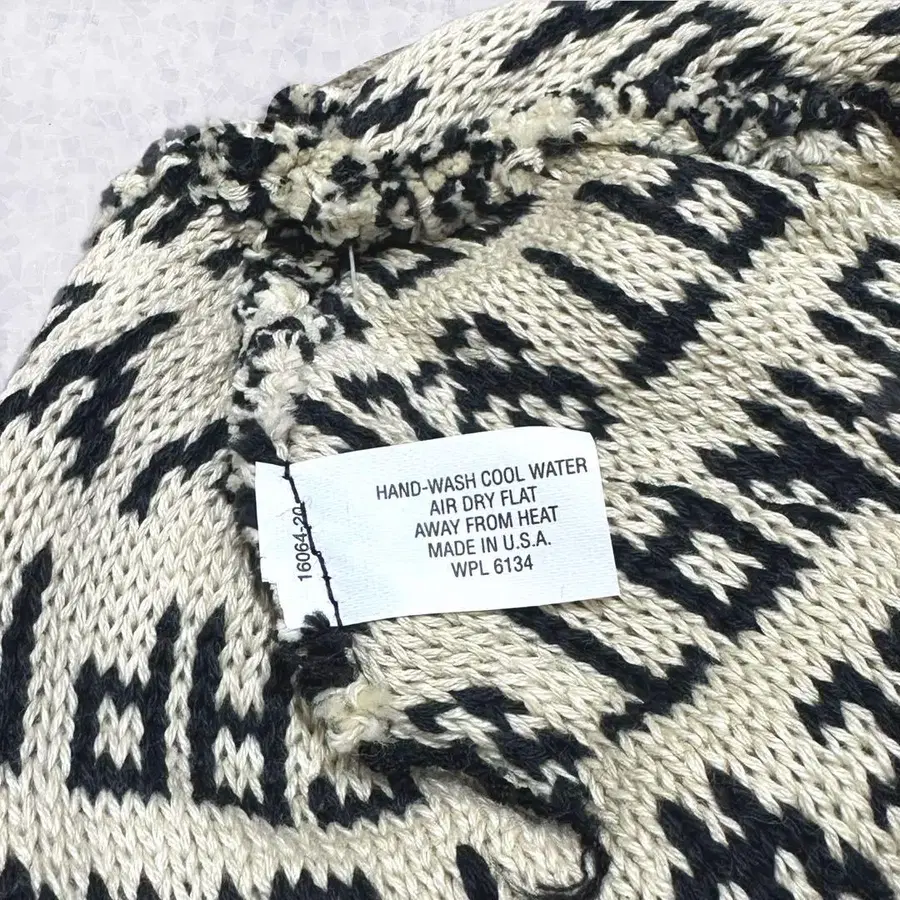 HAND-WASH COOL WATER
AIR DRY FLAT
AWAY FROM HEAT
MADE IN U.S.A.
WPL 6134
16064-20